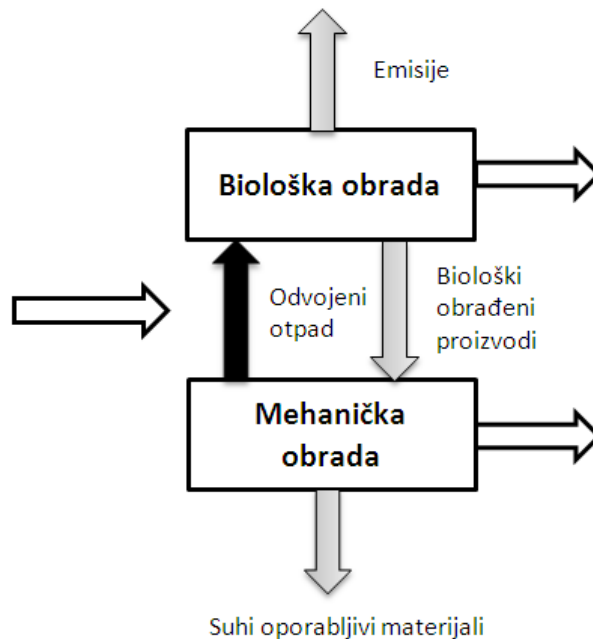 Emisije
Biološka obrada
Odvojeni
otpad
Biološki
obrađeni
proizvodi
Mehanička
obrada
Suhi oporabljivi materijali